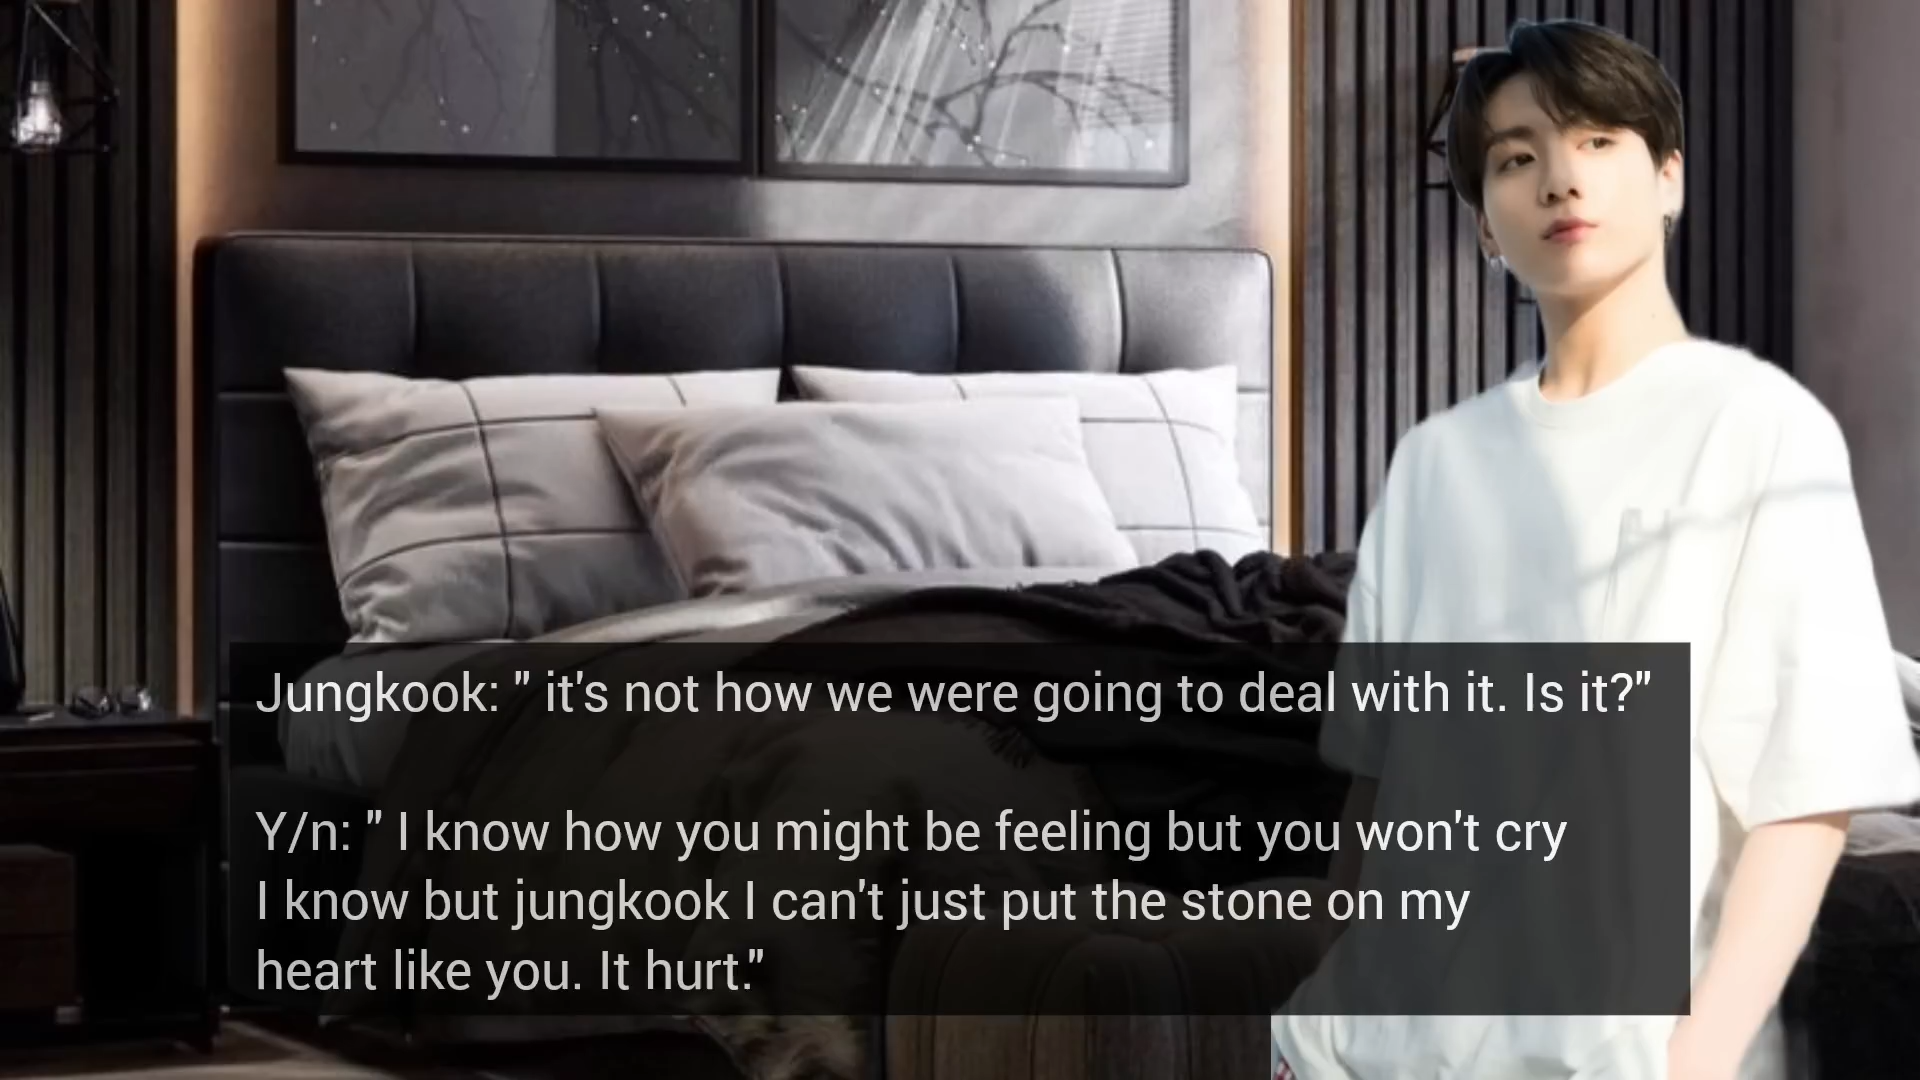 Jungkook: " it's not how we were going to deal with it. Is it?"
Y/n: " I know how you might be feeling but you won't cry
I know but jungkook I can't just put the stone on my
heart like you. It hurt."